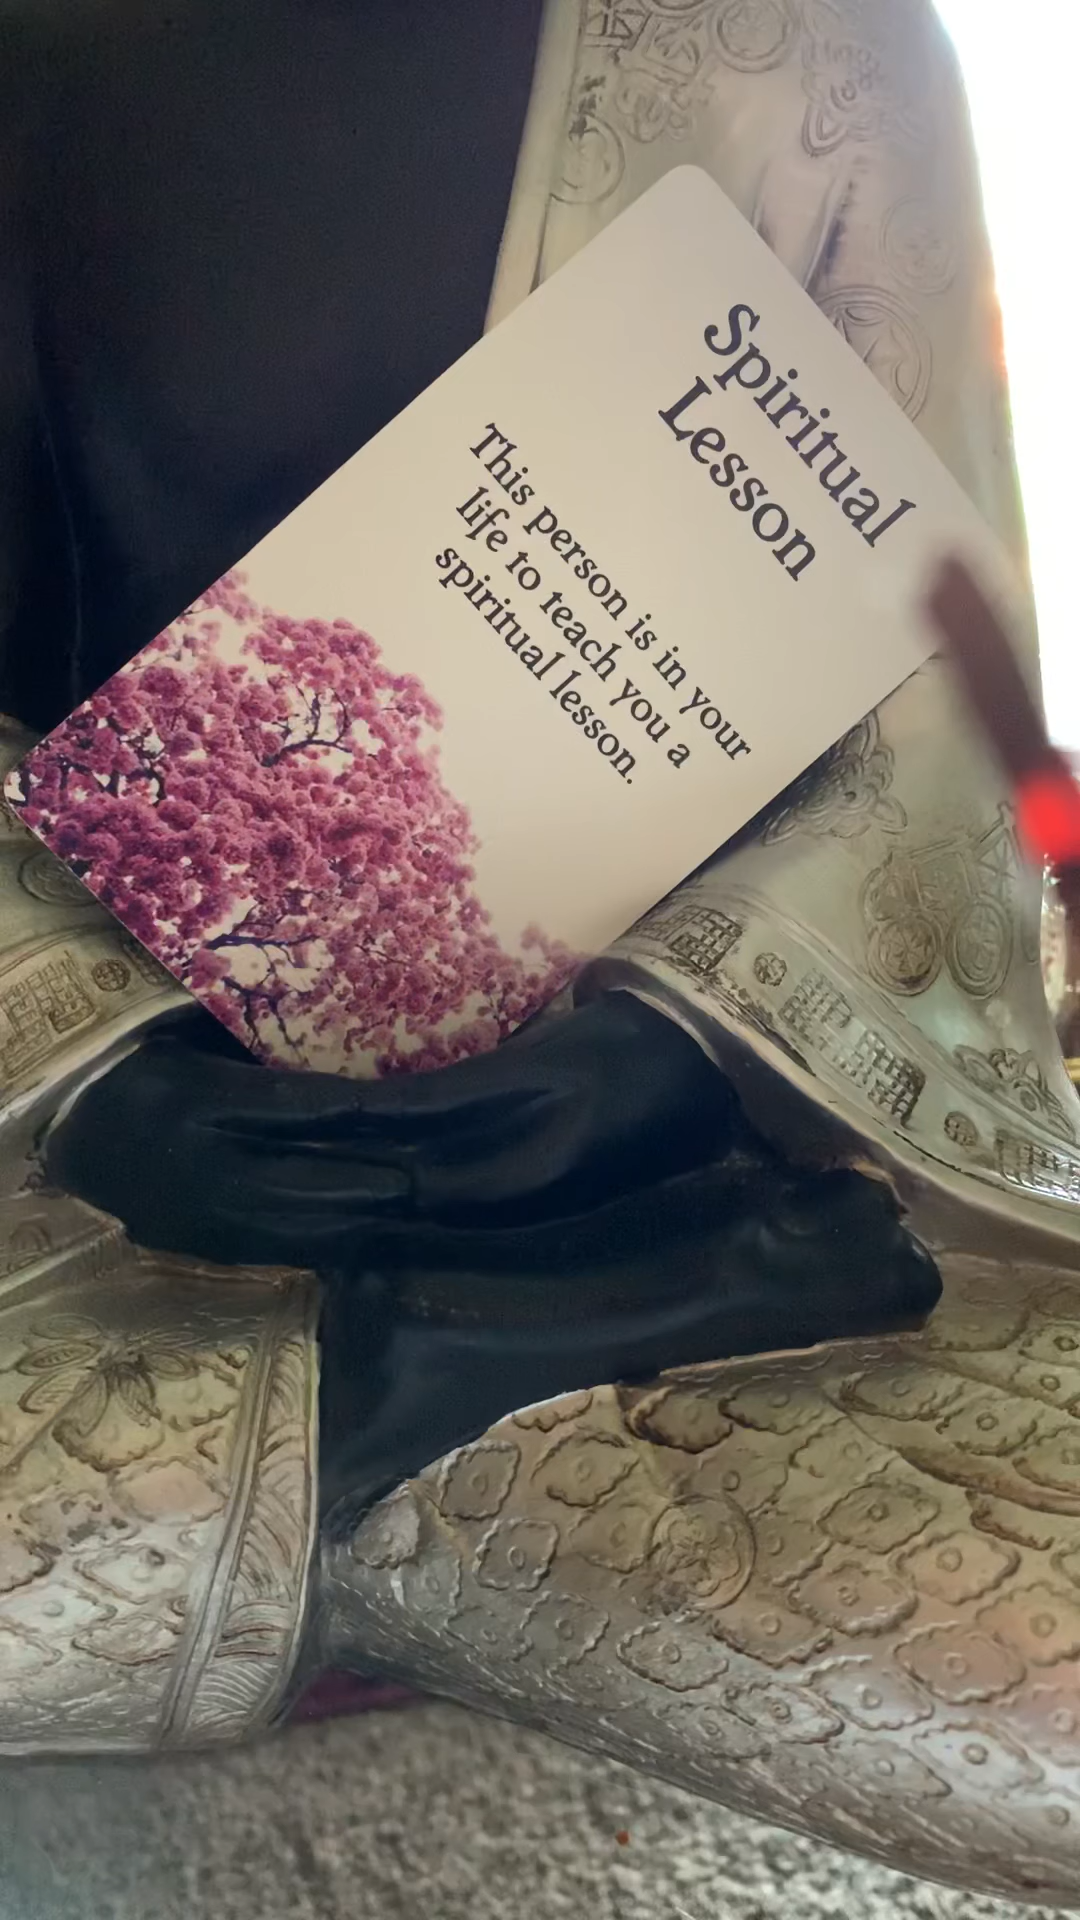 Spiritual
Lesson
This person is in your
life to teach you a
spiritual lesson.